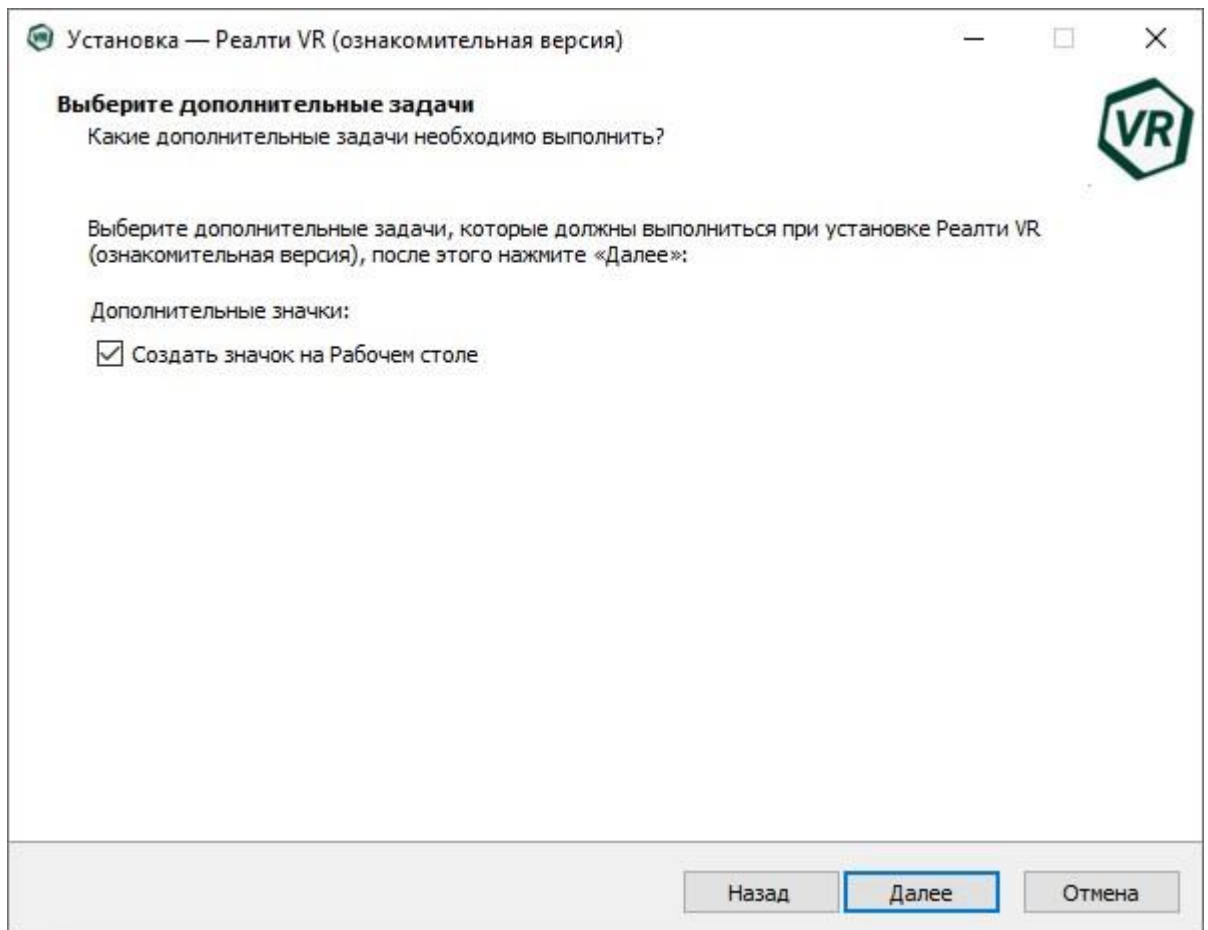 Установка — Реалти VR (ознакомительная версия)
Выберите дополнительные задачи
Какие дополнительные задачи необходимо выполнить?
VR
Выберите дополнительные задачи, которые должны выполниться при установке Реалти VR
(ознакомительная версия), после этого нажмите «Далее»:
Дополнительные значки:
Создать значок на Рабочем столе
Назад
Далее
Отмена